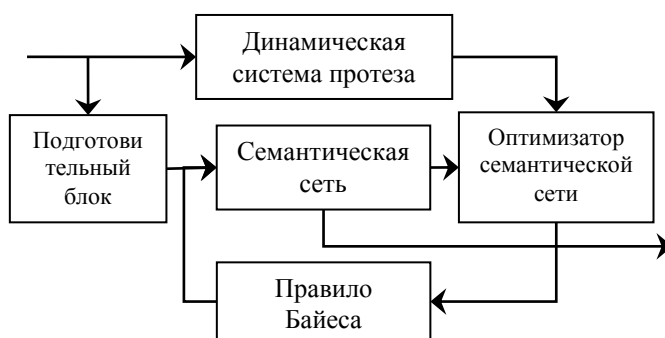 Динамическая
система протеза
Подготови
тельный
блок
Семантическая
сеть
Оптимизатор
семантической
сети
Правило
Байеса